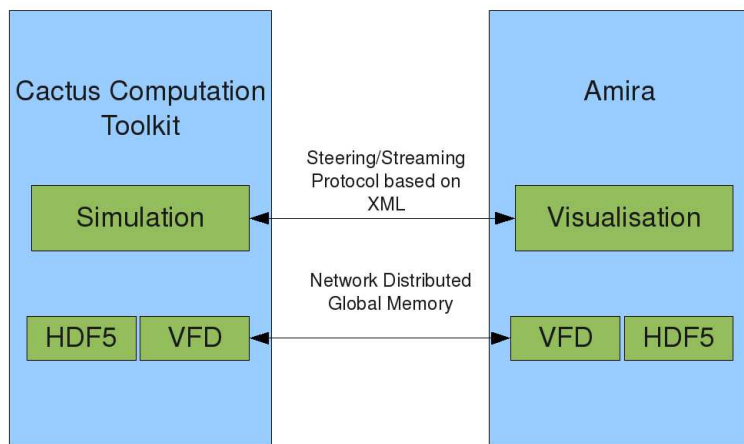 Cactus Computation
Toolkit
Amira
Steering/Streaming
Protocol based on
XML
Simulation
Visualisation
Network Distributed
Global Memory
HDF5
VFD
VFD
HDF5